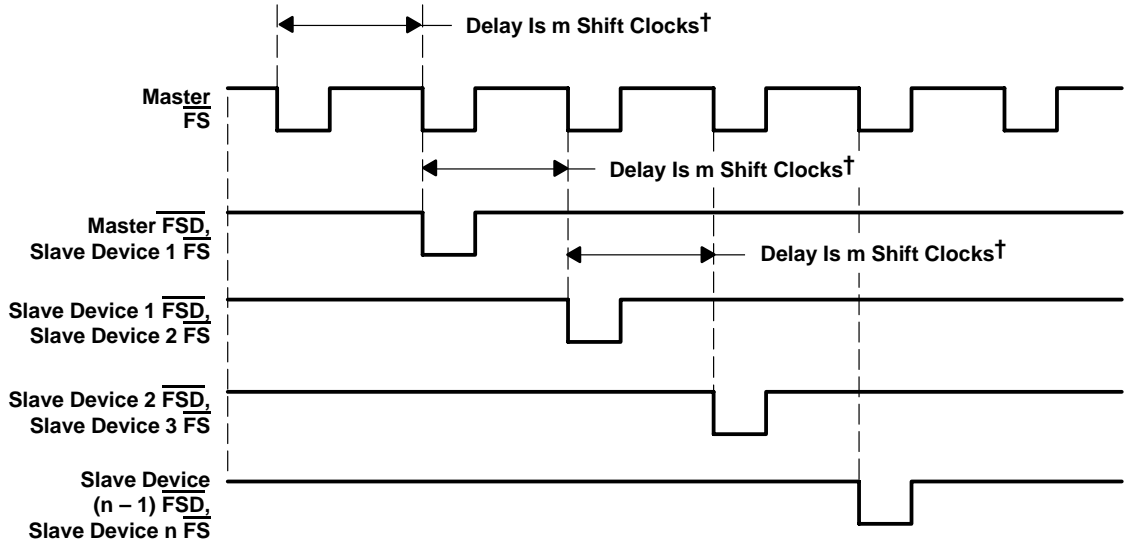 Delay Is m Shift Clocks†
Master
FS
Delay Is m Shift Clocks†
Master FSD,
Slave Device 1 FS
Delay Is m Shift Clocks†
Slave Device 1 FSD,
Slave Device 2 FS
Slave Device 2 FSD,
Slave Device 3 FS
Slave Device
(n – 1) FSD,
Slave Device n FS